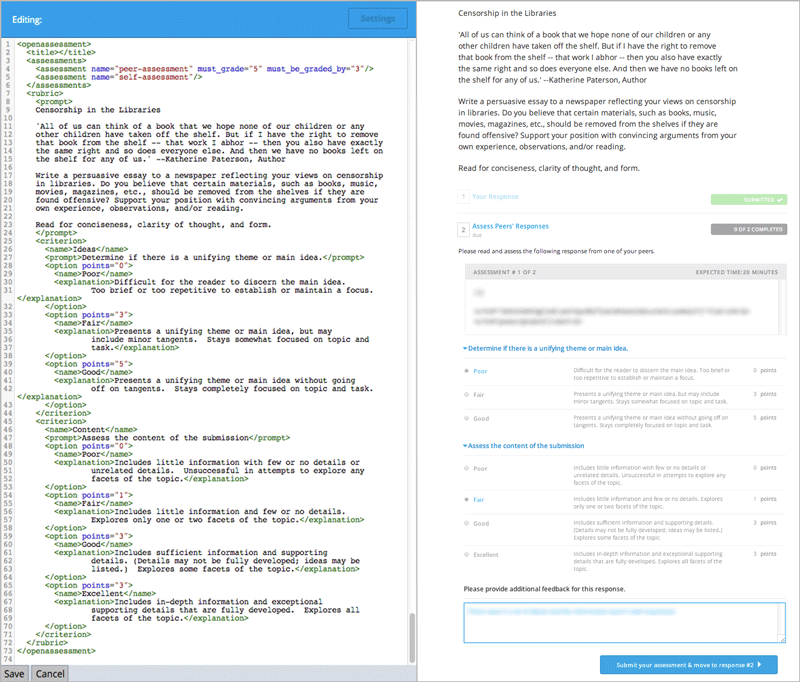 Editing:
Settings
1 <openassessment>
2 <title></title>
3 <assessments>
4 <assessment name="peer-assessment" must_grade="5" must_be_graded_by="3"/>
5 <assessment name="self-assessment"/>
6 </assessments>
7 <rubric>
8 <prompt>
9 Censorship in the Libraries
10
11 'All of us can think of a book that we hope none of our children or any
12 other children have taken off the shelf. But if I have the right to remove
13 that book from the shelf -- that work I abhor -- then you also have exactly
14 the same right and so does everyone else. And then we have no books left on
15 the shelf for any of us.' --Katherine Paterson, Author
16
17 Write a persuasive essay to a newspaper reflecting your views on censorship
18 in libraries. Do you believe that certain materials, such as books, music,
19 movies, magazines, etc., should be removed from the shelves if they are
20 found offensive? Support your position with convincing arguments from your
21 own experience, observations, and/or reading.
22
23 Read for conciseness, clarity of thought, and form.
24 </prompt>
25 <criterion>
26 <name>Ideas</name>
27 <prompt>Determine if there is a unifying theme or main idea.</prompt>
28 <option points="0">
29 <name>Poor</name>
30 <explanation>Difficult for the reader to discern the main idea.
31 Too brief or too repetitive to establish or maintain a focus.
</explanation>
32 </option>
33 <option points="3">
34 <name>Fair</name>
35 <explanation>Presents a unifying theme or main idea, but may
36 include minor tangents. Stays somewhat focused on topic and
37 task.</explanation>
38 </option>
39 <option points="5">
40 <name>Good</name>
41 <explanation>Presents a unifying theme or main idea without going
42 off on tangents. Stays completely focused on topic and task.
</explanation>
43 </option>
44 </criterion>
45 <criterion>
46 <name>Content</name>
47 <prompt>Assess the content of the submission</prompt>
48 <option points="0">
49 <name>Poor</name>
50 <explanation>Includes little information with few or no details or
51 unrelated details. Unsuccessful in attempts to explore any
52 facets of the topic.</explanation>
53 </option>
54 <option points="1">
55 <name>Fair</name>
56 <explanation>Includes little information and few or no details.
57 Explores only one or two facets of the topic.</explanation>
58 </option>
59 <option points="3">
60 <name>Good</name>
61 <explanation>Includes sufficient information and supporting
62 details. (Details may not be fully developed; ideas may be
63 listed.) Explores some facets of the topic.</explanation>
64 </option>
65 <option points="3">
66 <name>Excellent</name>
67 <explanation>Includes in-depth information and exceptional
68 supporting details that are fully developed. Explores all
69 facets of the topic.</explanation>
70 </option>
71 </criterion>
72 </rubric>
73 </openassessment>
74
Save Cancel
Censorship in the Libraries
'All of us can think of a book that we hope none of our children or any
other children have taken off the shelf. But if I have the right to remove
that book from the shelf -- that work I abhor -- then you also have exactly
the same right and so does everyone else. And then we have no books left on
the shelf for any of us.' --Katherine Paterson, Author
Write a persuasive essay to a newspaper reflecting your views on censorship
in libraries. Do you believe that certain materials, such as books, music,
movies, magazines, etc., should be removed from the shelves if they are
found offensive? Support your position with convincing arguments from your
own experience, observations, and/or reading.
Read for conciseness, clarity of thought, and form.
1 Your Response SUBMITTED
2 Assess Peers' Responses 0 OF 2 COMPLETED
due
Please read and assess the following response from one of your peers.
ASSESSMENT # 1 OF 2 EXPECTED TIME:20 MINUTES
Determine if there is a unifying theme or main idea.
Poor Difficult for the reader to discern the main idea. Too brief or 0 points
too repetitive to establish or maintain a focus.
Fair Presents a unifying theme or main idea, but may include 3 points
minor tangents. Stays somewhat focused on topic and task.
Good Presents a unifying theme or main idea without going off on 5 points
tangents. Stays completely focused on topic and task.
Assess the content of the submission
Poor Includes little information with few or no details or 0 points
unrelated details. Unsuccessful in attempts to explore any
facets of the topic.
Fair Includes little information and few or no details. Explores 1 points
only one or two facets of the topic.
Good Includes sufficient information and supporting details. 3 points
(Details may not be fully developed; ideas may be listed.)
Explores some facets of the topic.
Excellent Includes in-depth information and exceptional supporting 3 points
details that are fully developed. Explores all facets of the
topic.
Please provide additional feedback for this response.
Submit your assessment & move to response #2